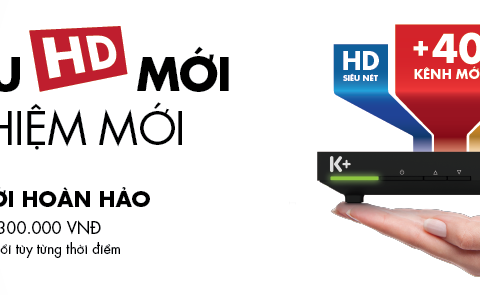 U HD MỚI
HIỆM MỚI
ỜI HOÀN HẢO
300.000 VNĐ
ổi tùy từng thời điểm
HD
SIÊU NÉT
+40
KÊNH MỚ
K+